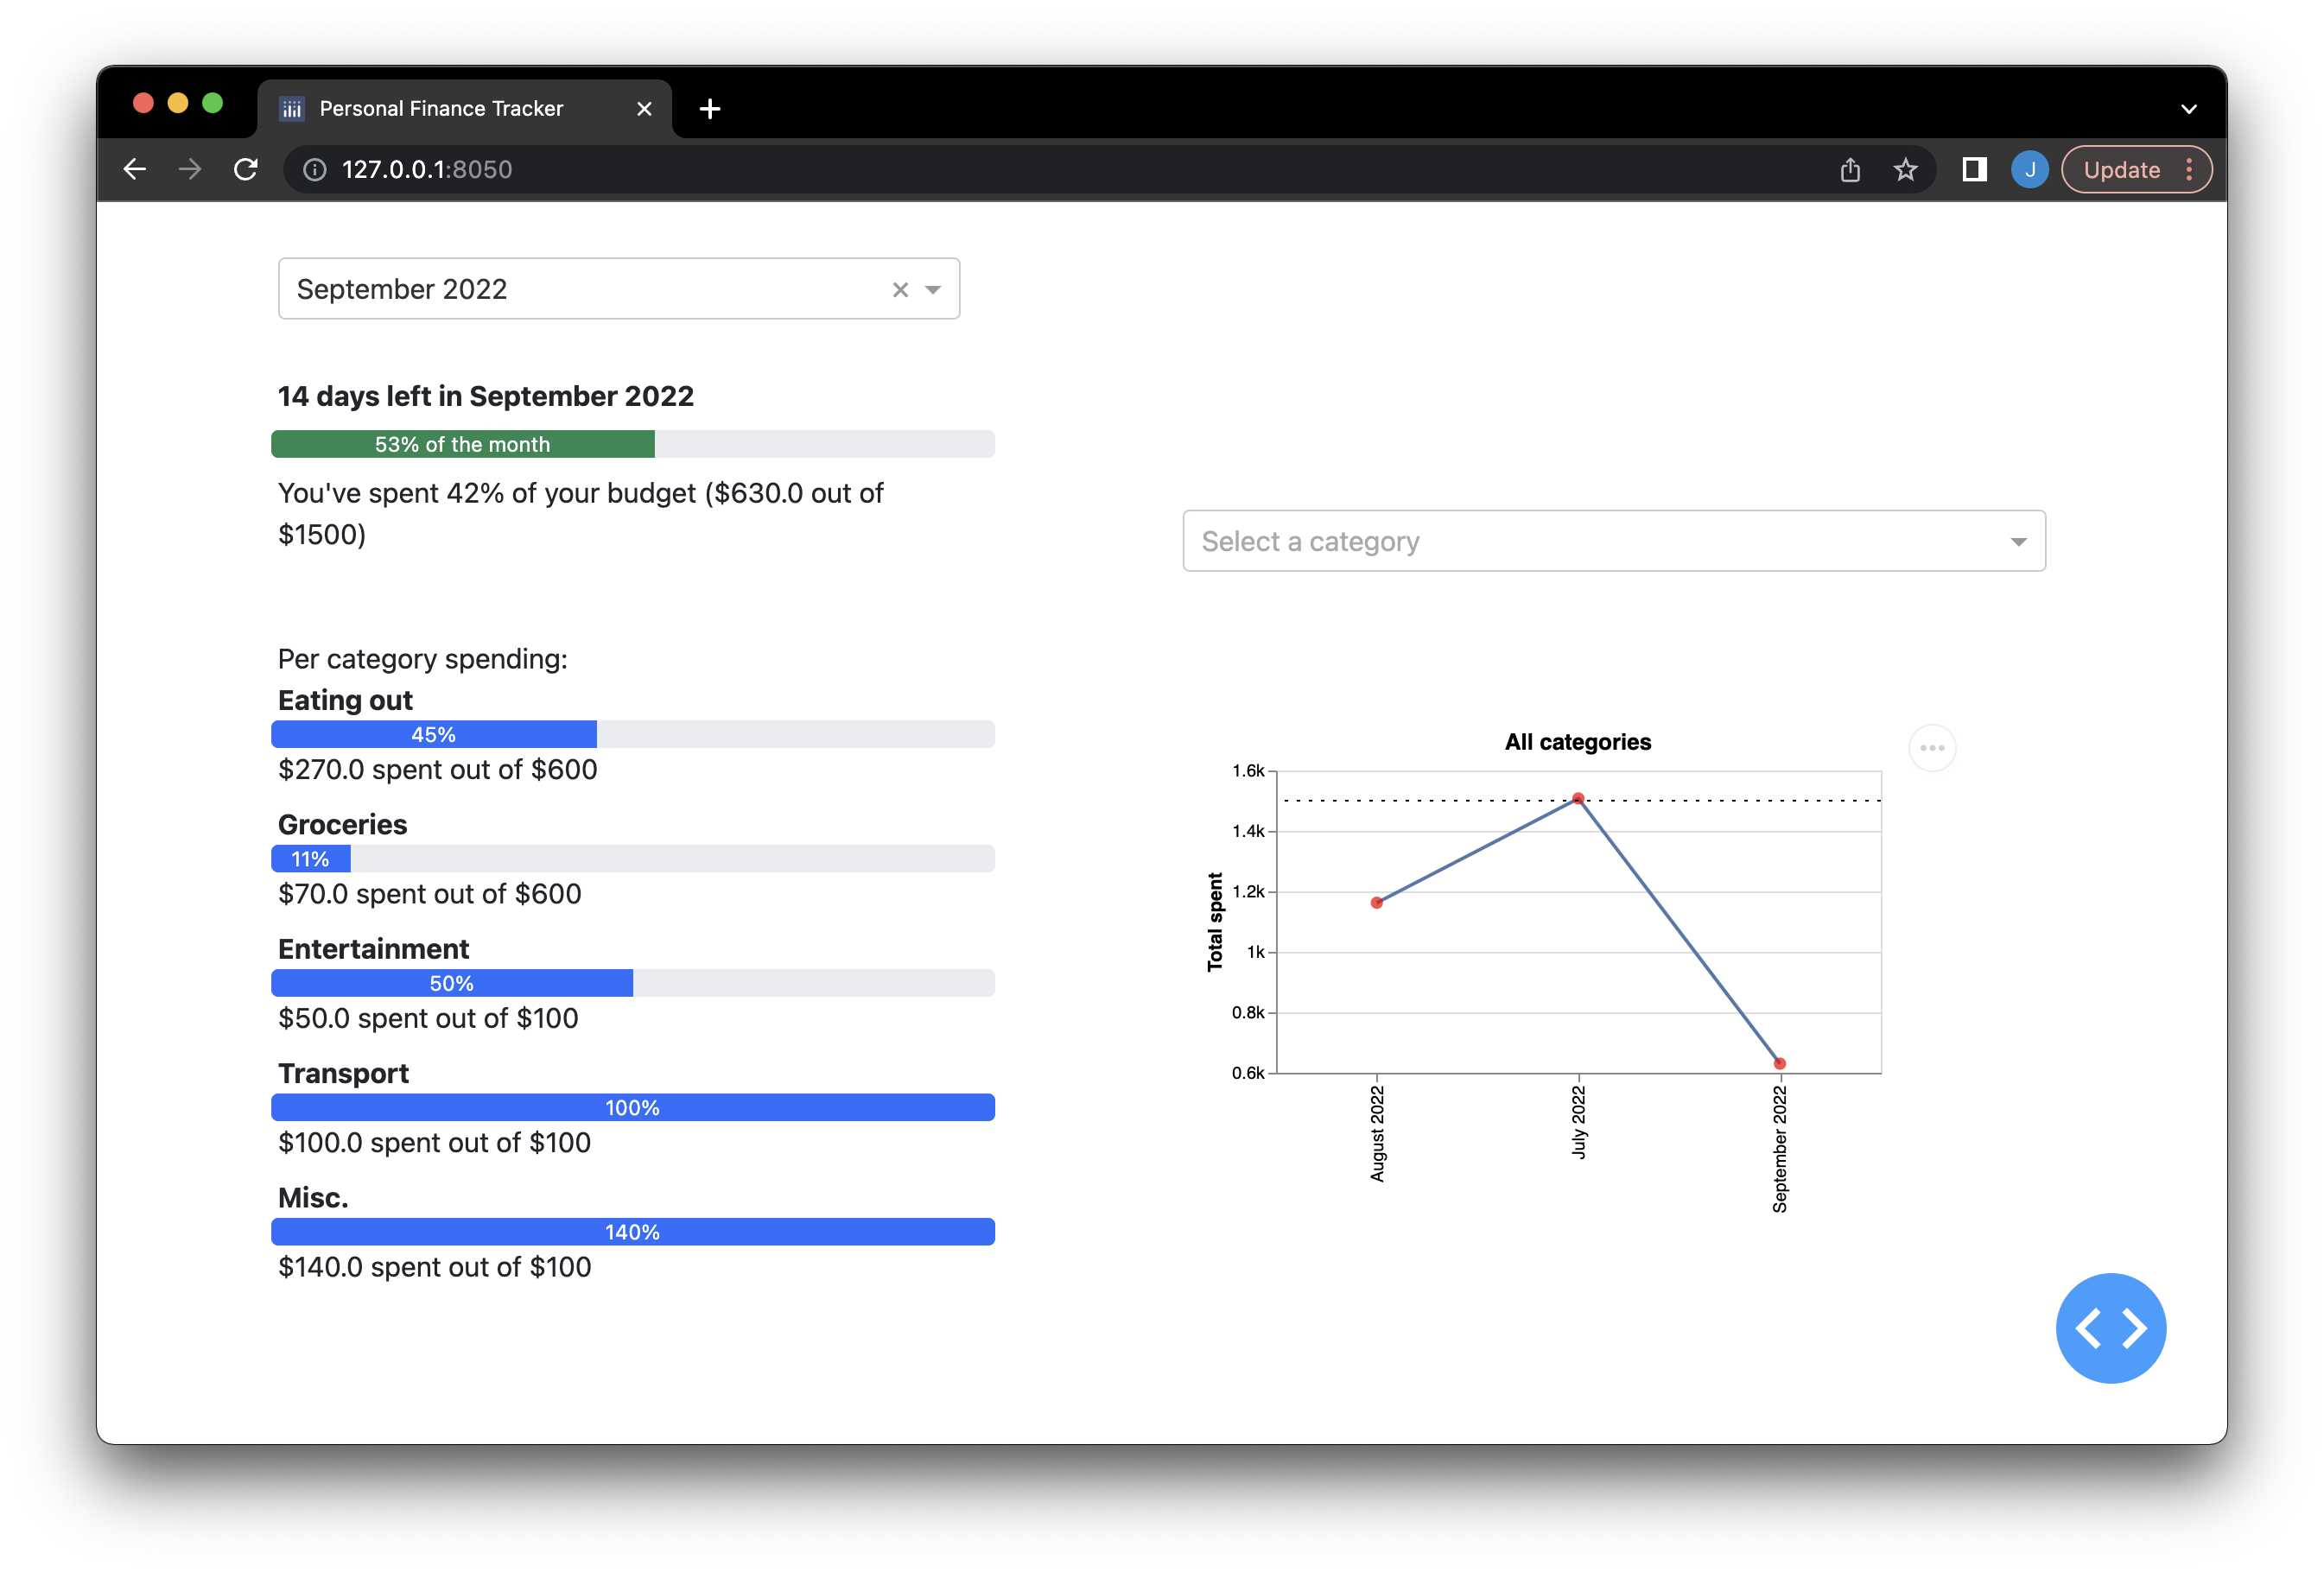 Personal Finance Tracker
127.0.0.1:8050
J
Update
September 2022
14 days left in September 2022
53% of the month
You've spent 42% of your budget ($630.0 out of
$1500)
Per category spending:
Eating out
45%
$270.0 spent out of $600
Groceries
11%
$70.0 spent out of $600
Entertainment
50%
$50.0 spent out of $100
Transport
100%
$100.0 spent out of $100
Misc.
140%
$140.0 spent out of $100
Select a category
All categories
1.6k
1.4k
1.2k
1k
0.8k
0.6k
Total spent
August 2022
July 2022
September 2022